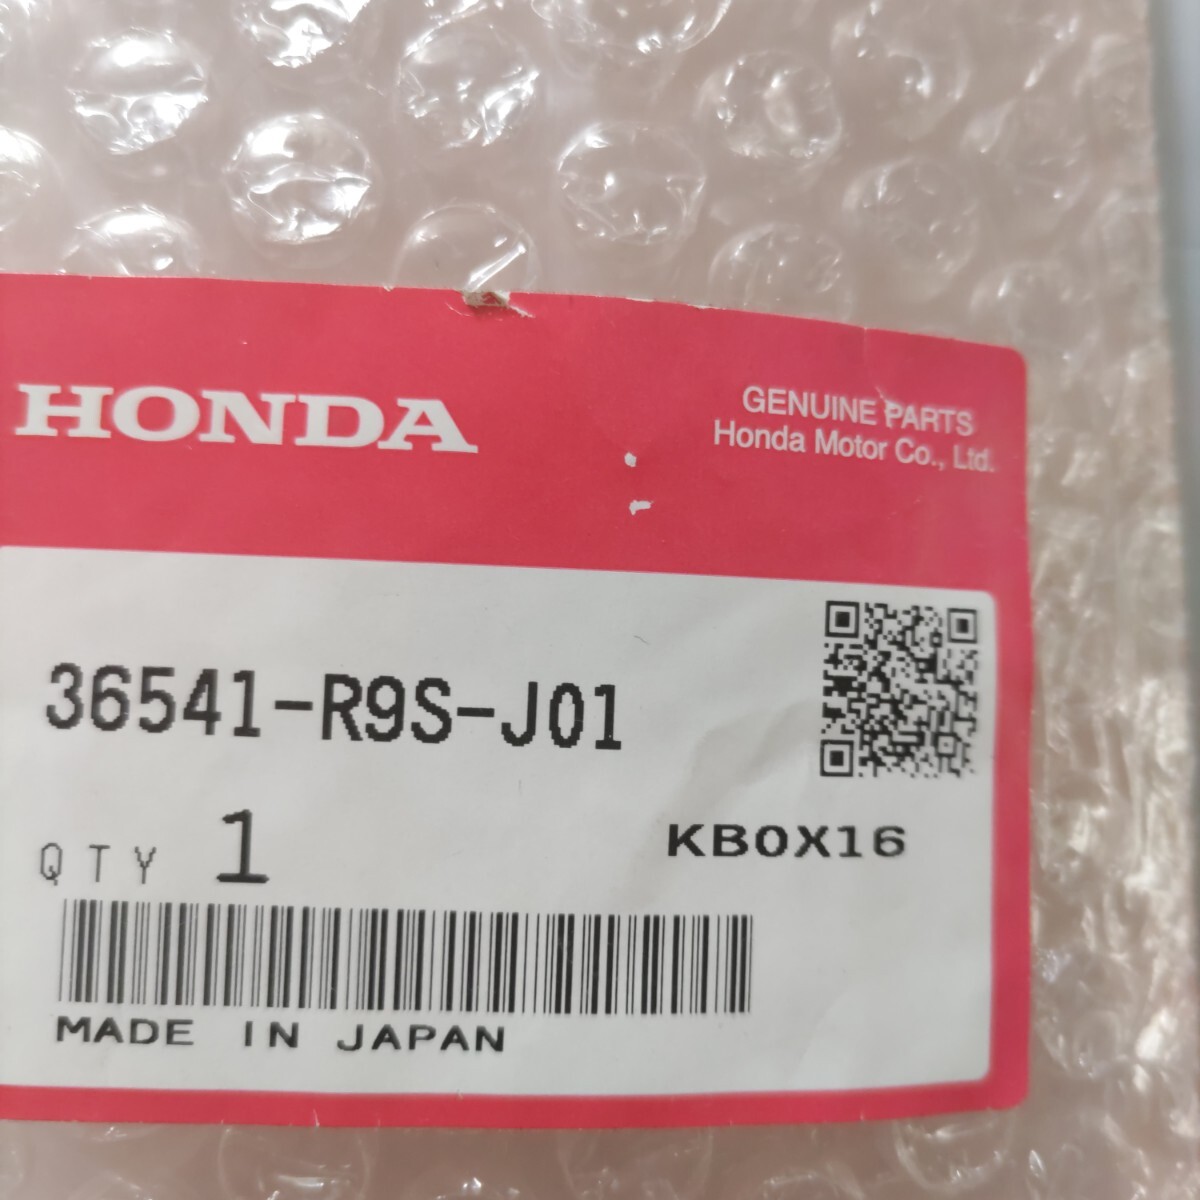 HONDA
GENUINE PARTS
Honda Motor Co., Ltd.
36541-R9S-J01
QTY 1
KB0X16
MADE IN JAPAN